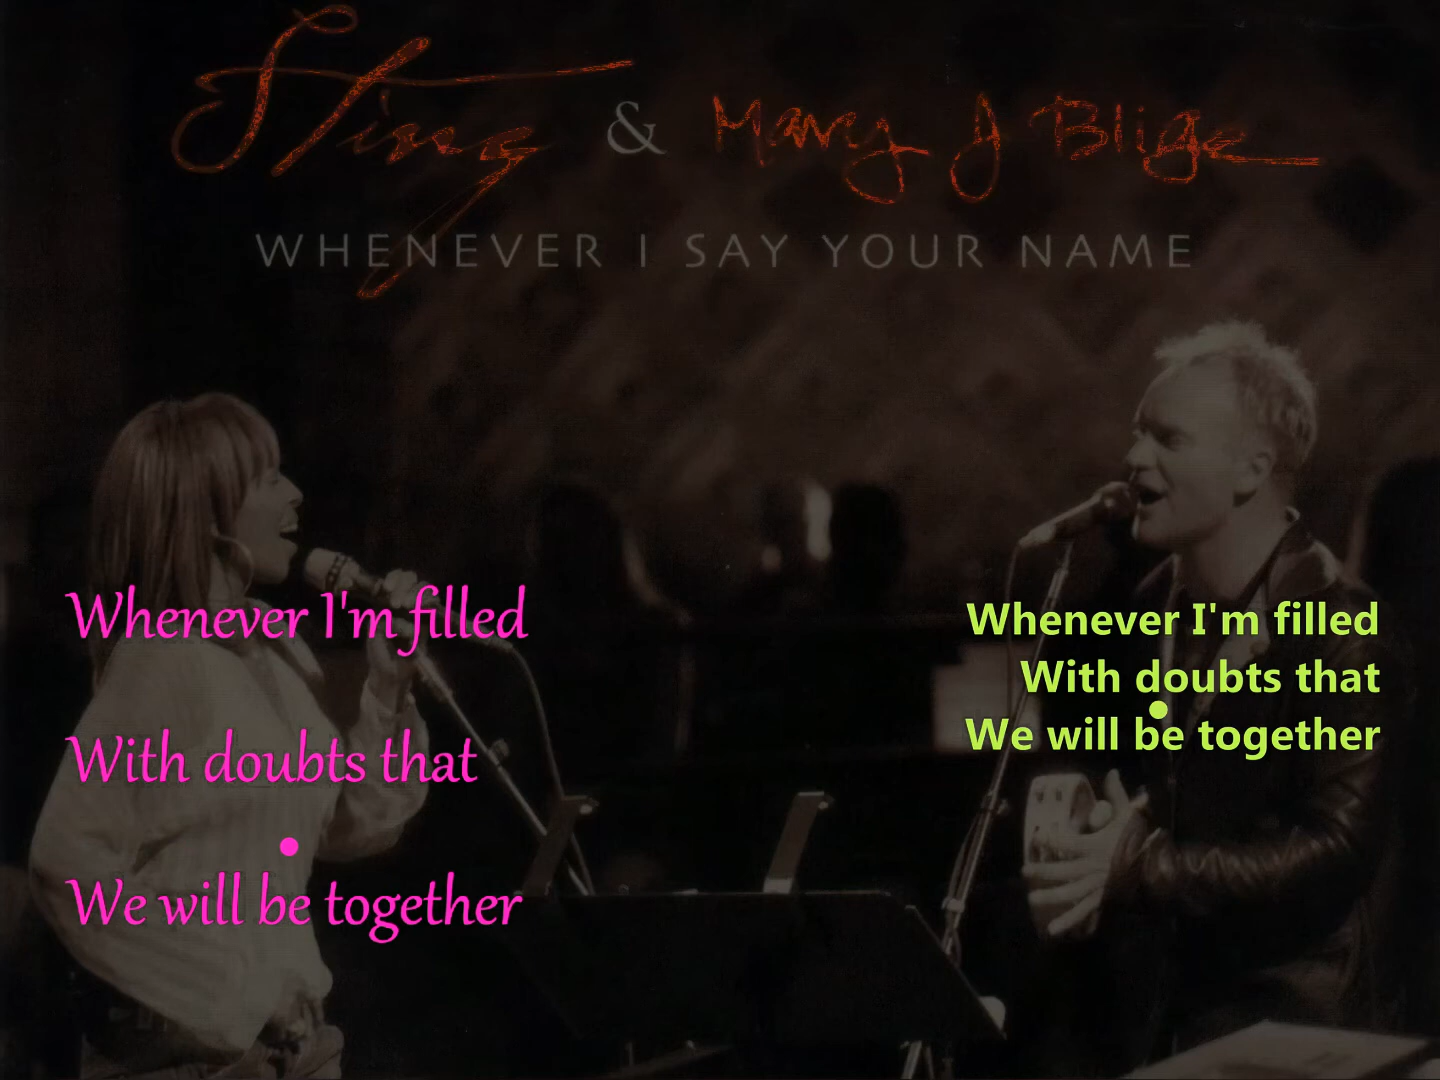 Sting & Mary J Blige
WHENEVER I SAY YOUR NAME
Whenever I'm filled
With doubts that
We will be together
Whenever I'm filled
With doubts that
We will be together